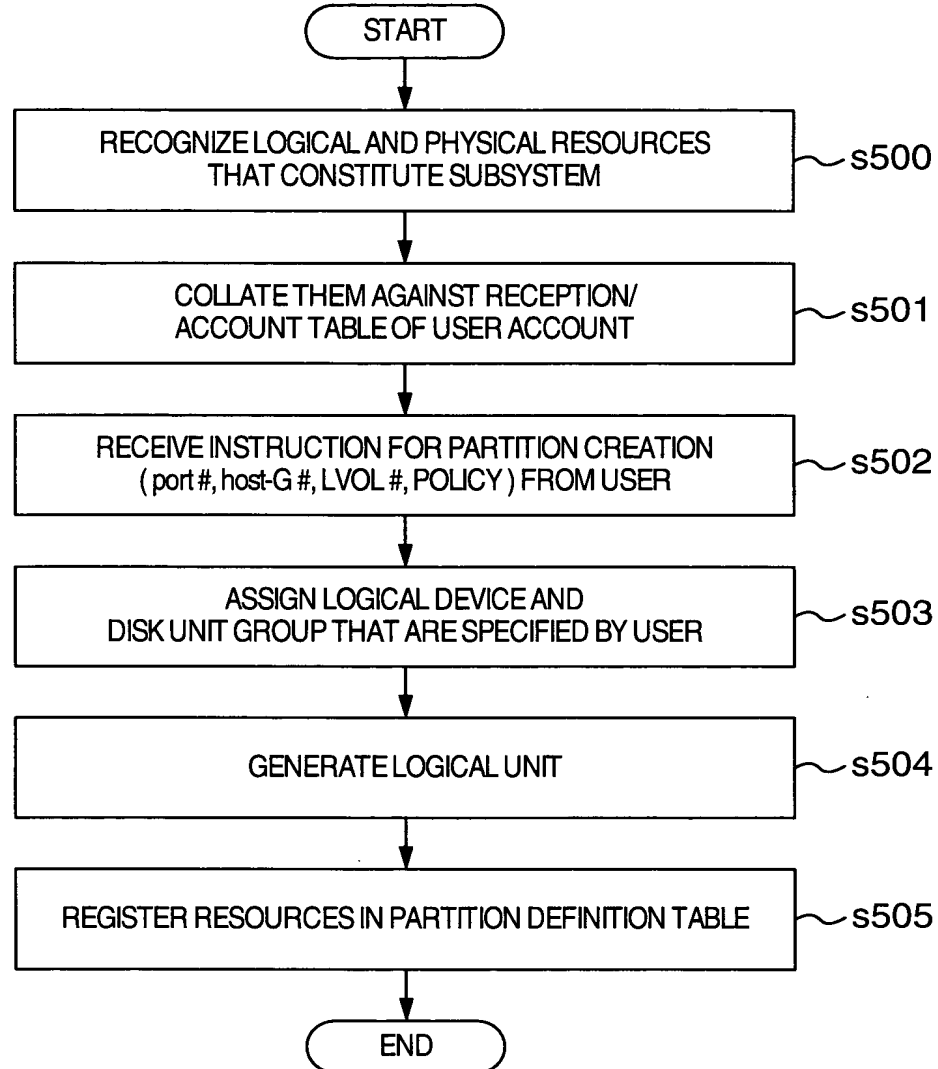 START
RECOGNIZE LOGICAL AND PHYSICAL RESOURCES
THAT CONSTITUTE SUBSYSTEM
s500
COLLATE THEM AGAINST RECEPTION/
ACCOUNT TABLE OF USER ACCOUNT
s501
RECEIVE INSTRUCTION FOR PARTITION CREATION
( port #, host-G #, LVOL #, POLICY ) FROM USER
s502
ASSIGN LOGICAL DEVICE AND
DISK UNIT GROUP THAT ARE SPECIFIED BY USER
s503
GENERATE LOGICAL UNIT
s504
REGISTER RESOURCES IN PARTITION DEFINITION TABLE
s505
END